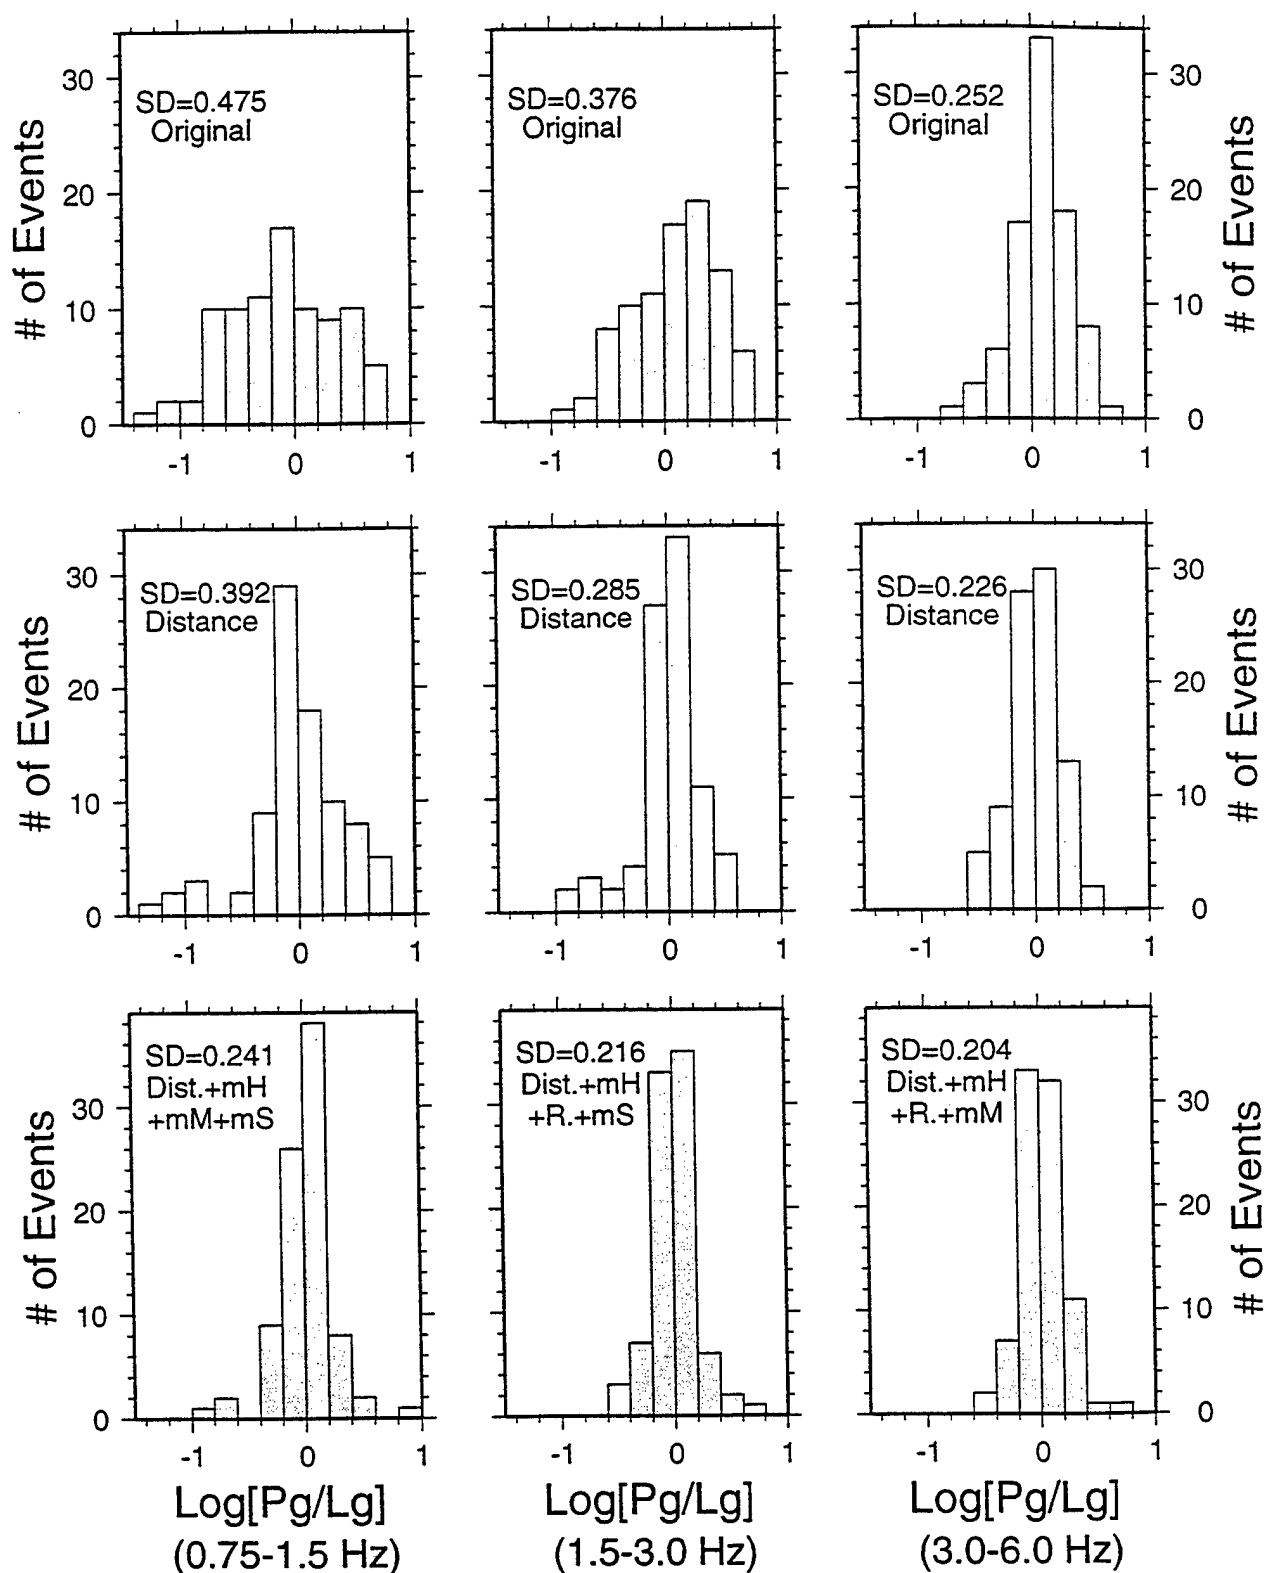 # of Events
30
20
10
0
SD=0.475
Original
-1 0 1
SD=0.376
Original
-1 0 1
SD=0.252
Original
-1 0 1
30
20
10
0
# of Events
# of Events
30
20
10
0
SD=0.392
Distance
-1 0 1
SD=0.285
Distance
-1 0 1
SD=0.226
Distance
-1 0 1
30
20
10
0
# of Events
# of Events
30
20
10
0
SD=0.241
Dist.+mH
+mM+mS
-1 0 1
Log[Pg/Lg]
(0.75-1.5 Hz)
SD=0.216
Dist.+mH
+R.+mS
-1 0 1
Log[Pg/Lg]
(1.5-3.0 Hz)
SD=0.204
Dist.+mH
+R.+mM
-1 0 1
Log[Pg/Lg]
(3.0-6.0 Hz)
30
20
10
0
# of Events